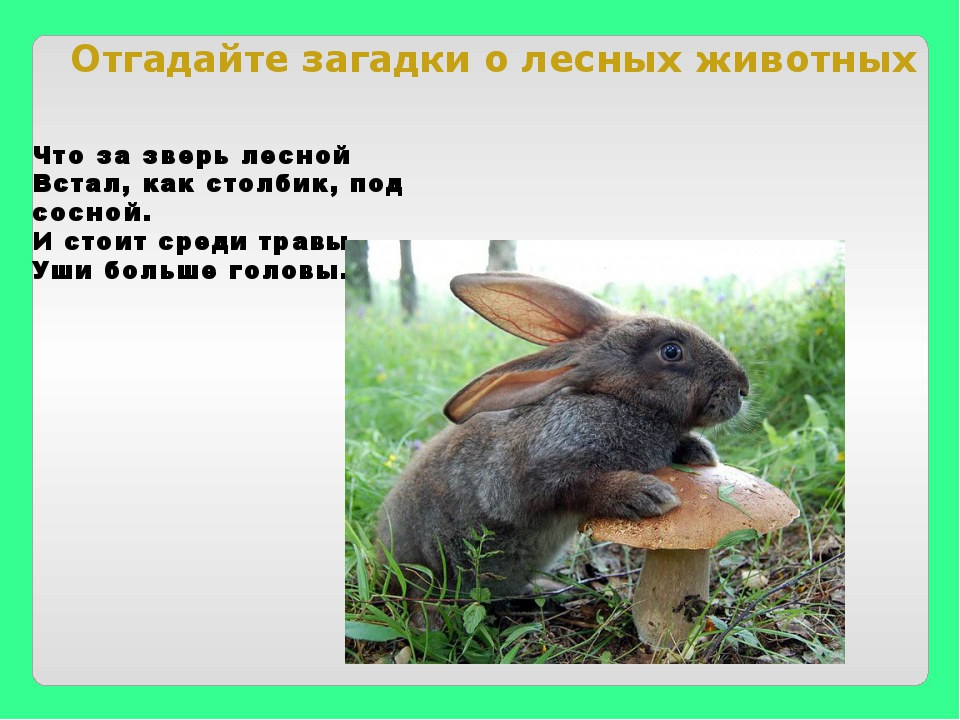 Отгадайте загадки о лесных животных
Что за зверь лесной
Встал, как столбик, под
сосной.
И стоит среди травы
Уши больше головы.